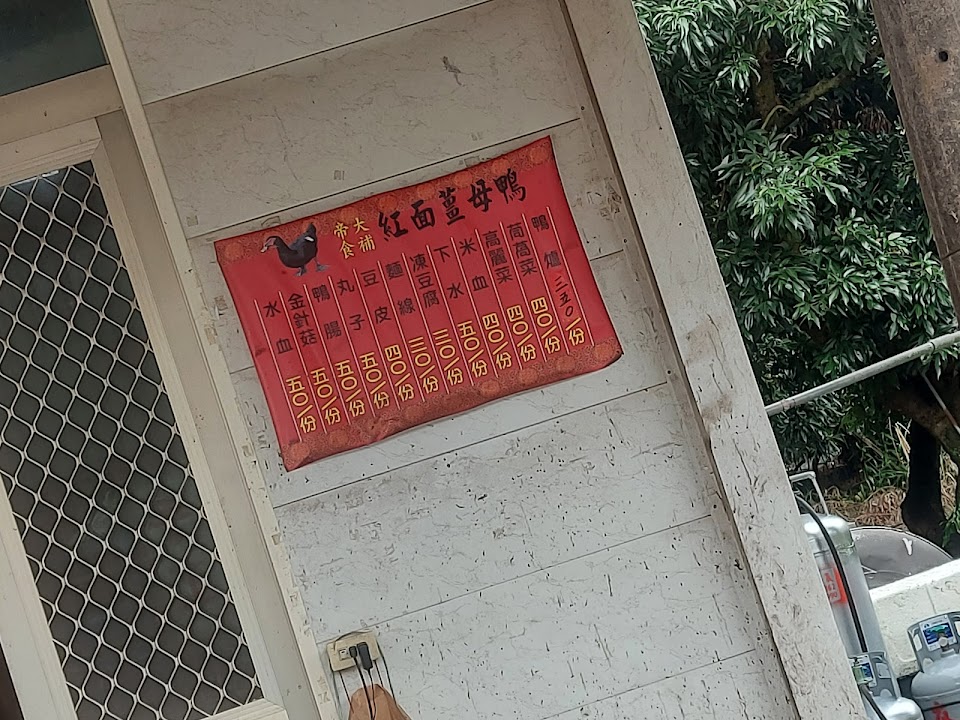 紅面薑母鴨
大補
帝食
鴨 三五〇/份
茼蒿菜 四〇/份
高麗菜 四〇/份
米血 四〇/份
下水 五〇/份
凍豆腐 三〇/份
麵線 三〇/份
豆皮 四〇/份
丸子 五〇/份
鴨腸 五〇/份
金針菇 五〇/份
水血 五〇/份